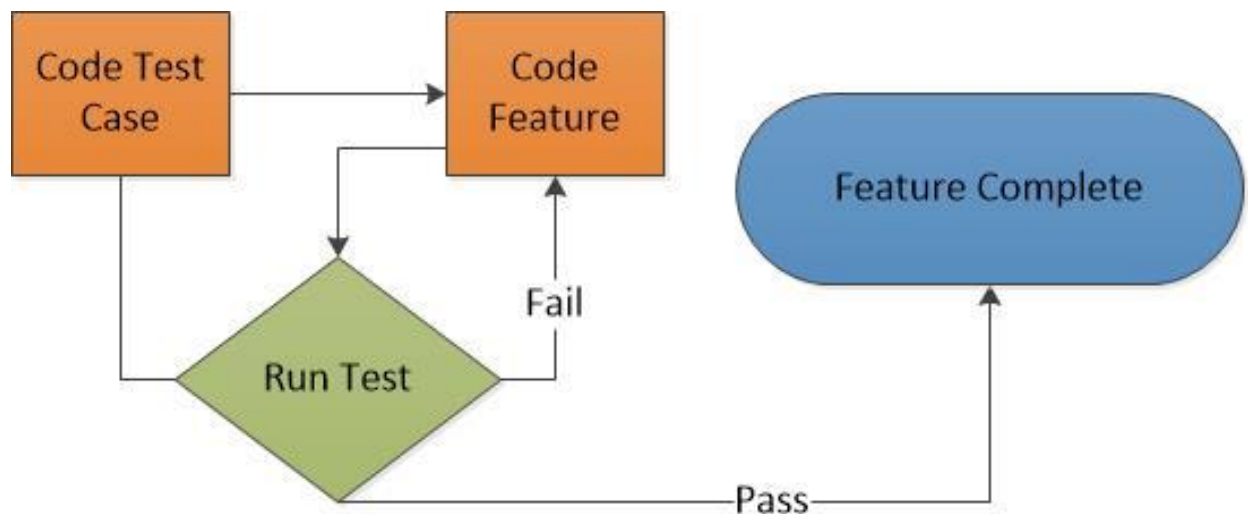 Code Test
Case
Code
Feature
Feature Complete
Fail
Run Test
Pass